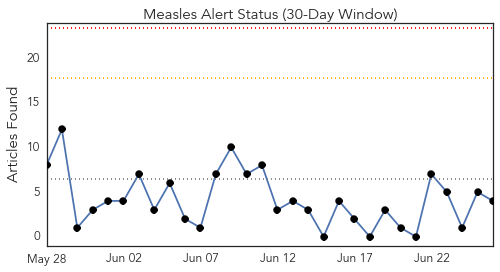 Measles Alert Status (30-Day Window)
Articles Found
20
15
10
5
0
May 28 Jun 02 Jun 07 Jun 12 Jun 17 Jun 22